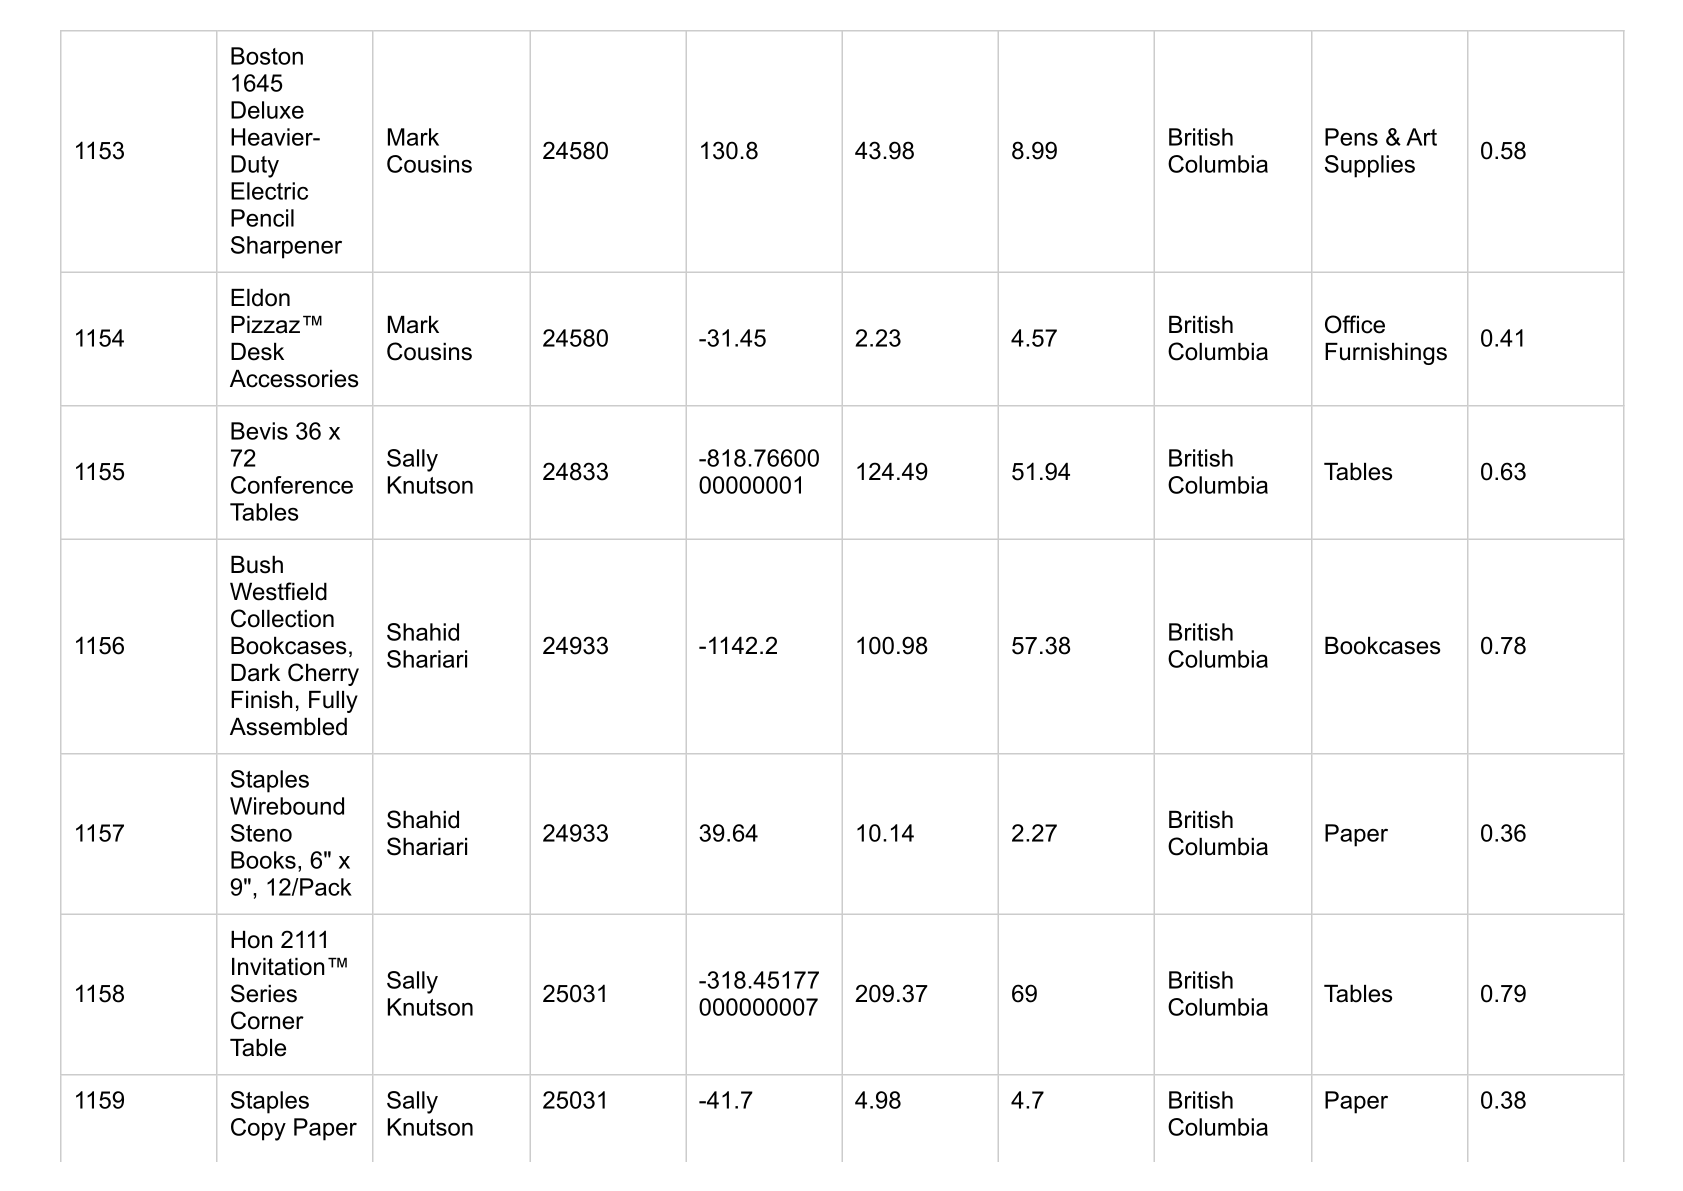 1153
Boston
1645
Deluxe
Heavier-
Duty
Electric
Pencil
Sharpener
Mark
Cousins
24580
130.8
43.98
8.99
British
Columbia
Pens & Art
Supplies
0.58
1154
Eldon
Pizzaz™
Desk
Accessories
Mark
Cousins
24580
-31.45
2.23
4.57
British
Columbia
Office
Furnishings
0.41
1155
Bevis 36 x
72
Conference
Tables
Sally
Knutson
24833
-818.76600
00000001
124.49
51.94
British
Columbia
Tables
0.63
1156
Bush
Westfield
Collection
Bookcases,
Dark Cherry
Finish, Fully
Assembled
Shahid
Shariari
24933
-1142.2
100.98
57.38
British
Columbia
Bookcases
0.78
1157
Staples
Wirebound
Steno
Books, 6" x
9", 12/Pack
Shahid
Shariari
24933
39.64
10.14
2.27
British
Columbia
Paper
0.36
1158
Hon 2111
Invitation™
Series
Corner
Table
Sally
Knutson
25031
-318.45177
000000007
209.37
69
British
Columbia
Tables
0.79
1159
Staples
Copy Paper
Sally
Knutson
25031
-41.7
4.98
4.7
British
Columbia
Paper
0.38